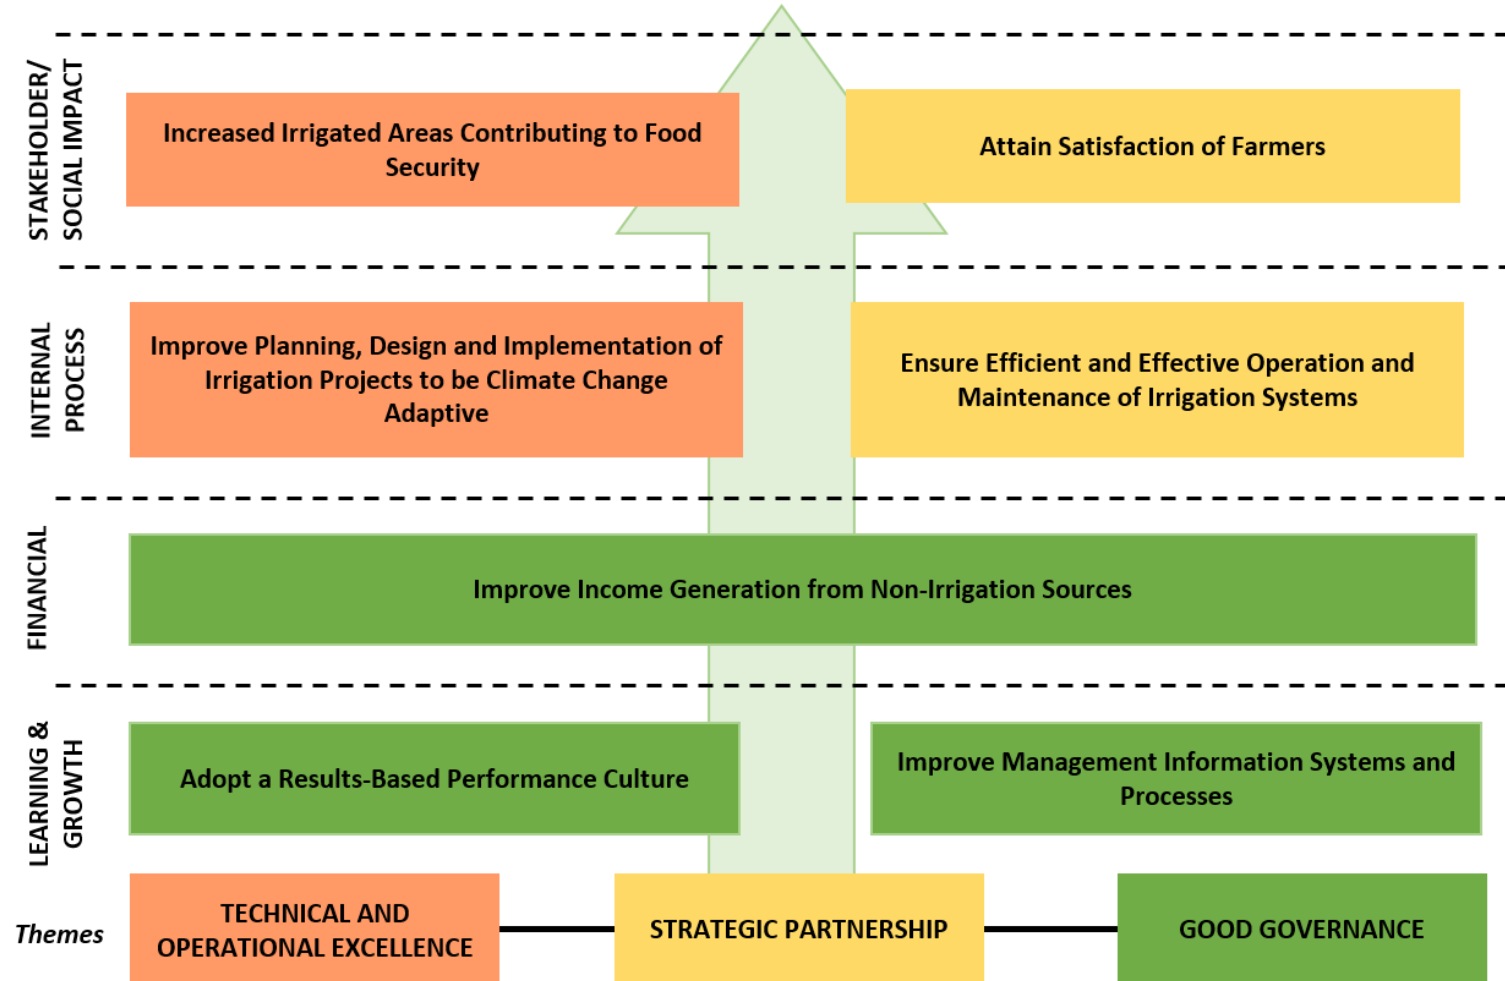 STAKEHOLDER/
SOCIAL IMPACT
Increased Irrigated Areas Contributing to Food
Security
Attain Satisfaction of Farmers
INTERNAL
PROCESS
Improve Planning, Design and Implementation of
Irrigation Projects to be Climate Change
Adaptive
Ensure Efficient and Effective Operation and
Maintenance of Irrigation Systems
FINANCIAL
Improve Income Generation from Non-Irrigation Sources
LEARNING &
GROWTH
Adopt a Results-Based Performance Culture
Improve Management Information Systems and
Processes
Themes
TECHNICAL AND
OPERATIONAL EXCELLENCE
STRATEGIC PARTNERSHIP
GOOD GOVERNANCE